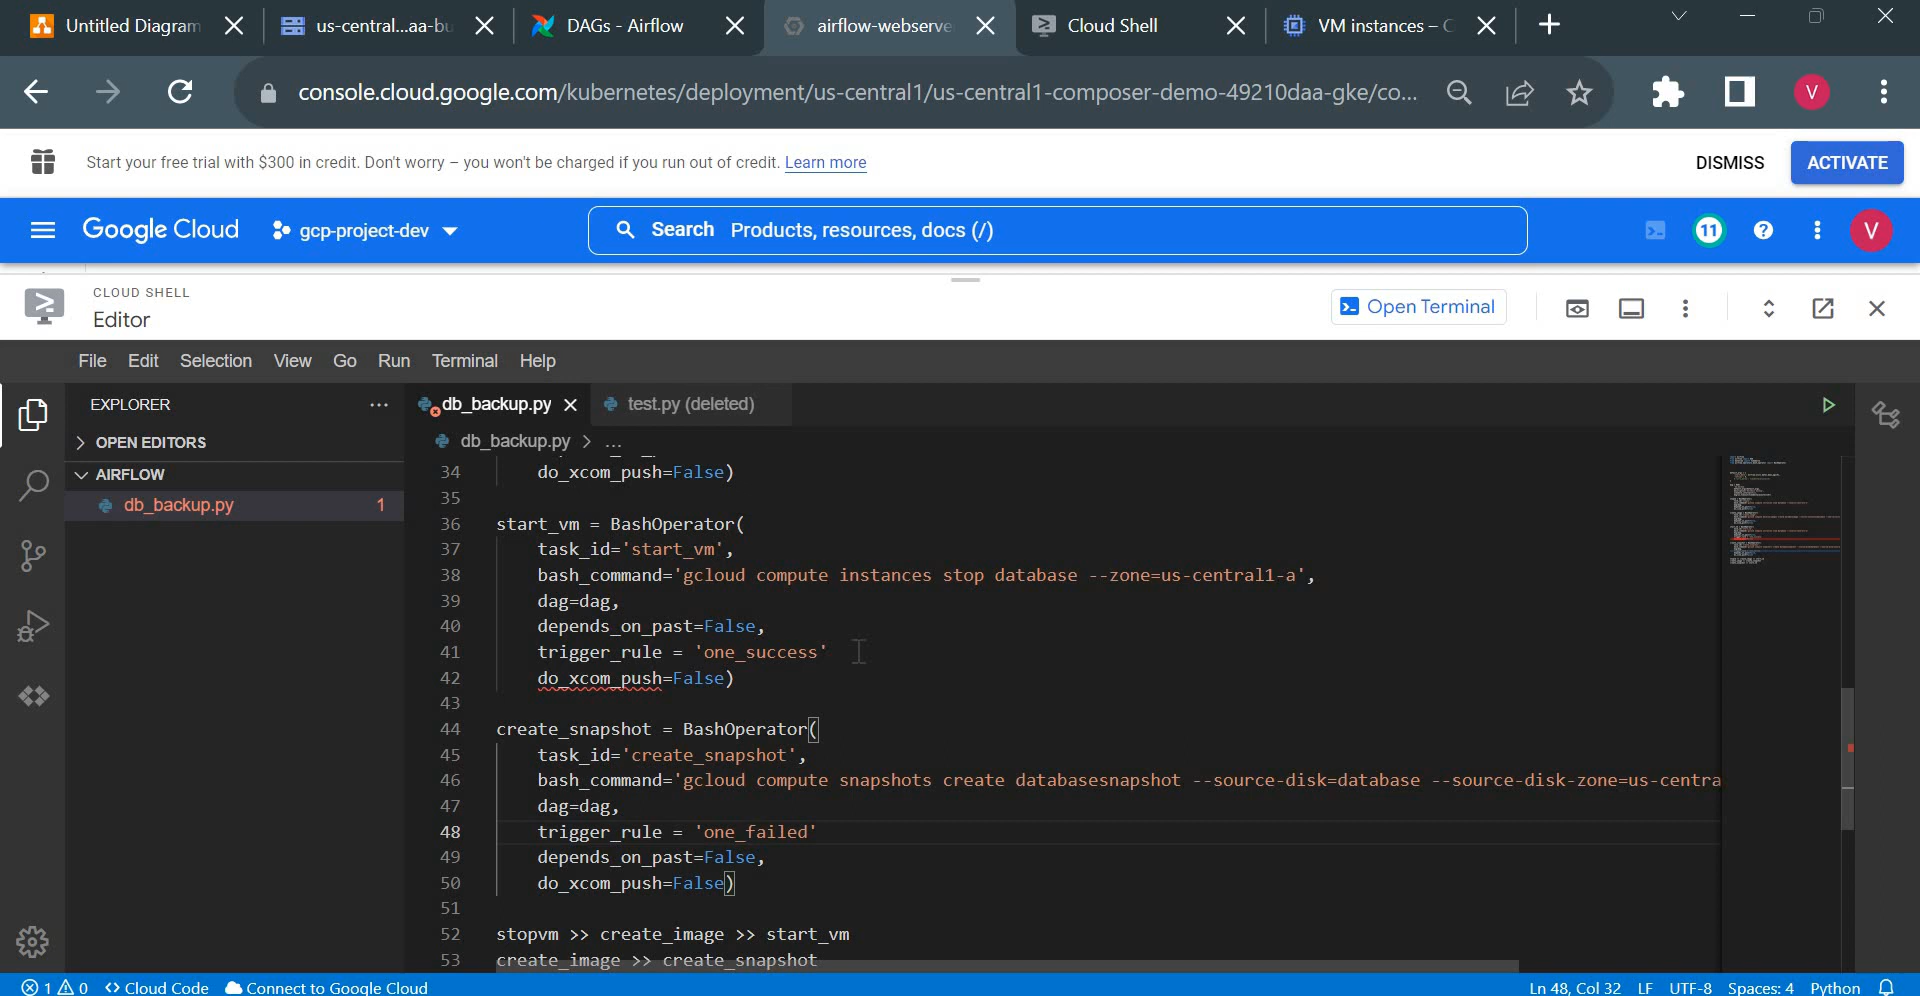 Untitled Diagram
us-central...aa-bu
DAGs - Airflow
airflow-webserve
Cloud Shell
VM instances – C
console.cloud.google.com/kubernetes/deployment/us-central1/us-central1-composer-demo-49210daa-gke/co...
V
Start your free trial with $300 in credit. Don't worry – you won't be charged if you run out of credit. Learn more
DISMISS
ACTIVATE
Google Cloud
gcp-project-dev
Search Products, resources, docs (/)
11
V
CLOUD SHELL
Editor
Open Terminal
File Edit Selection View Go Run Terminal Help
EXPLORER
OPEN EDITORS
AIRFLOW
db_backup.py 1
db_backup.py
test.py (deleted)
db_backup.py > ...
34 do_xcom_push=False)
35
36 start_vm = BashOperator(
37 task_id='start_vm',
38 bash_command='gcloud compute instances stop database --zone=us-central1-a',
39 dag=dag,
40 depends_on_past=False,
41 trigger_rule = 'one_success'
42 do_xcom_push=False)
43
44 create_snapshot = BashOperator(
45 task_id='create_snapshot',
46 bash_command='gcloud compute snapshots create databasesnapshot --source-disk=database --source-disk-zone=us-centra
47 dag=dag,
48 trigger_rule = 'one_failed'
49 depends_on_past=False,
50 do_xcom_push=False)
51
52 stopvm >> create_image >> start_vm
53 create_image >> create_snapshot
1 0 Cloud Code Connect to Google Cloud
Ln 48, Col 32 LF UTF-8 Spaces: 4 Python